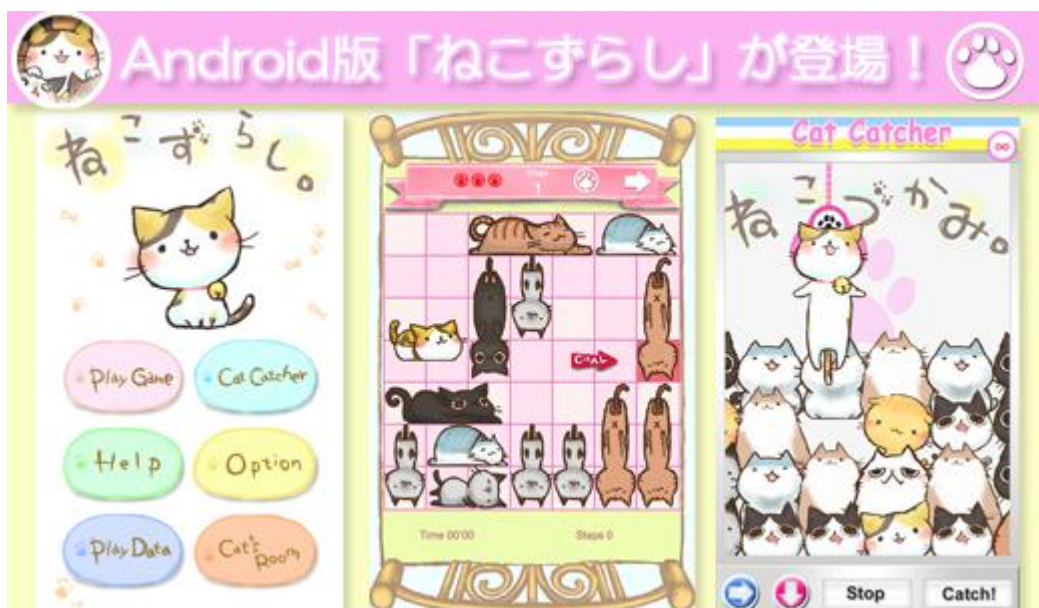 Android版「ねこずらし」が登場！
ねこずらし。
Play Game
Cat Catcher
Help
Option
Play Data
Cat's Room
1
GOAL
Time 00'00
Steps 0
Cat Catcher
∞
ねこづかみ。
Stop
Catch!